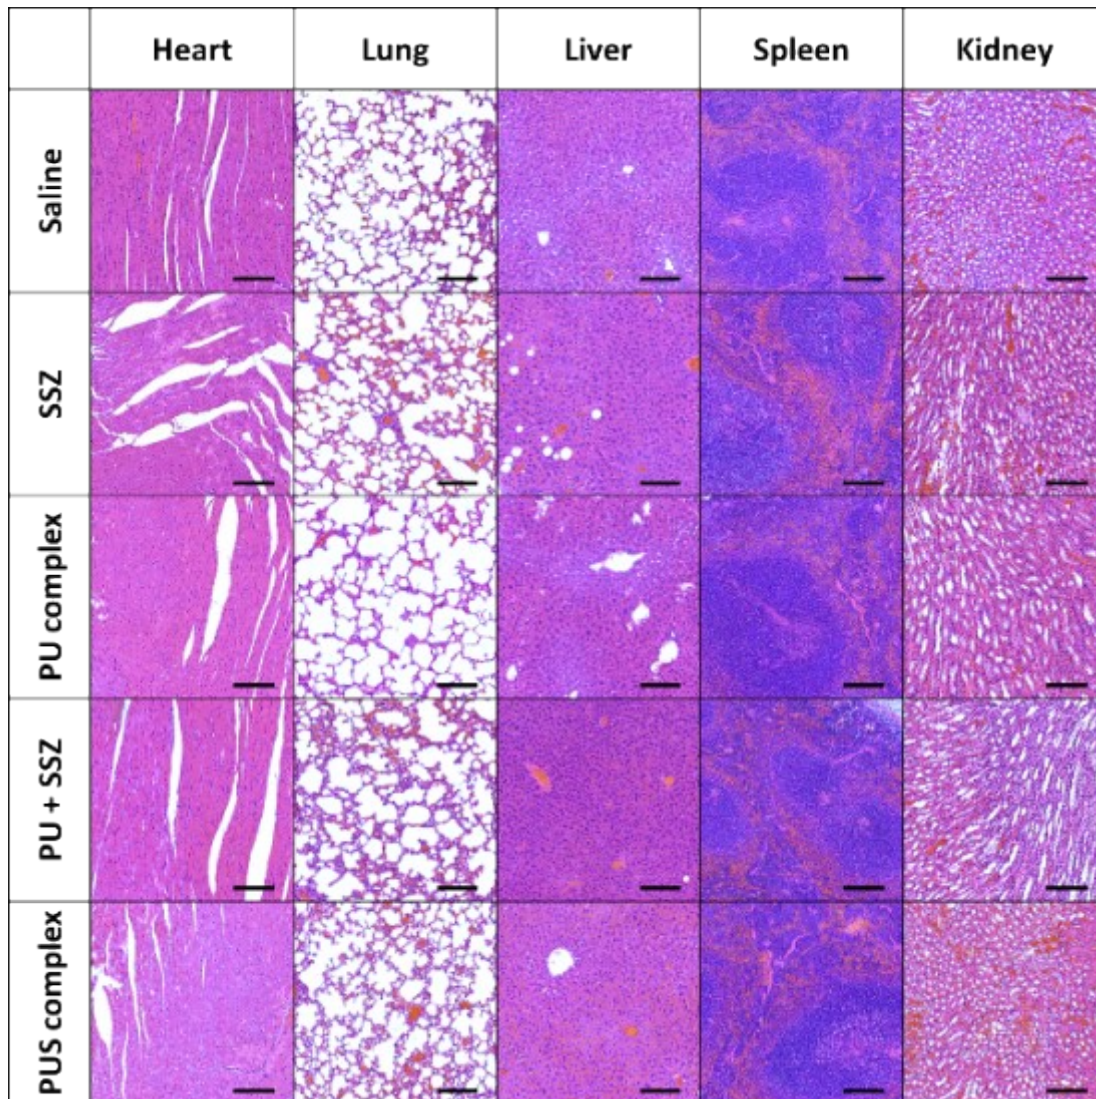 Heart Lung Liver Spleen Kidney
Saline
SSZ
PU complex
PU + SSZ
PUS complex